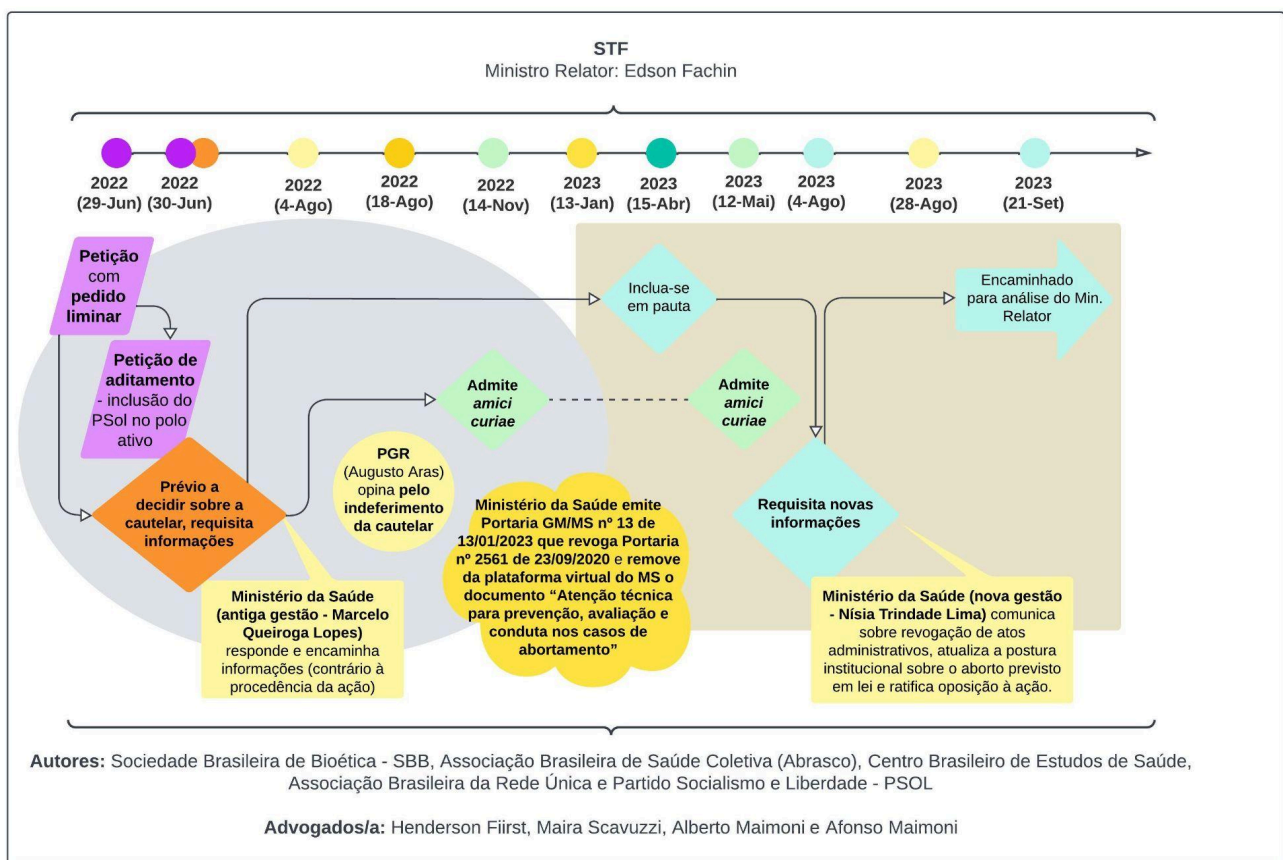 STF
Ministro Relator: Edson Fachin
2022
(29-Jun)
2022
(30-Jun)
2022
(4-Ago)
2022
(18-Ago)
2022
(14-Nov)
2023
(13-Jan)
2023
(15-Abr)
2023
(12-Mai)
2023
(4-Ago)
2023
(28-Ago)
2023
(21-Set)
Petição
com
pedido
liminar
Petição de
aditamento
- inclusão do
PSol no polo
ativo
Prévio a
decidir sobre a
cautelar, requisita
informações
Ministério da Saúde
(antiga gestão - Marcelo
Queiroga Lopes)
responde e encaminha
informações (contrário à
procedência da ação)
PGR
(Augusto Aras)
opina pelo
indeferimento
da cautelar
Admite
amici
curiae
Ministério da Saúde emite
Portaria GM/MS nº 13 de
13/01/2023 que revoga Portaria
nº 2561 de 23/09/2020 e remove
da plataforma virtual do MS o
documento “Atenção técnica
para prevenção, avaliação e
conduta nos casos de
abortamento”
Inclua-se
em pauta
Admite
amici
curiae
Requisita novas
informações
Ministério da Saúde (nova gestão
- Nísia Trindade Lima) comunica
sobre revogação de atos
administrativos, atualiza a postura
institucional sobre o aborto previsto
em lei e ratifica oposição à ação.
Encaminhado
para análise do Min.
Relator
Autores: Sociedade Brasileira de Bioética - SBB, Associação Brasileira de Saúde Coletiva (Abrasco), Centro Brasileiro de Estudos de Saúde,
Associação Brasileira da Rede Única e Partido Socialismo e Liberdade - PSOL
Advogados/a: Henderson Fiirst, Maira Scavuzzi, Alberto Maimoni e Afonso Maimoni